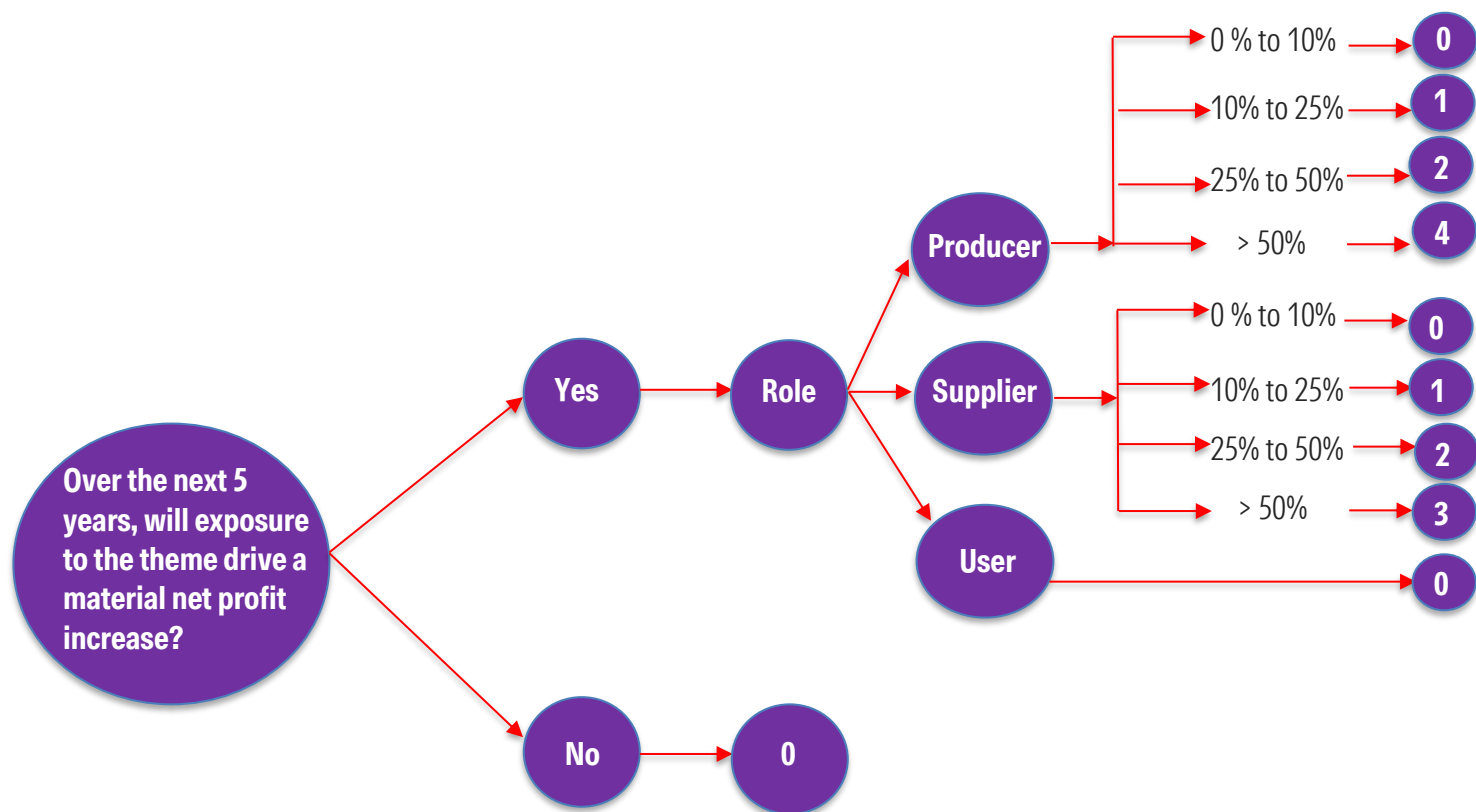 0 % to 10%
0
10% to 25%
1
25% to 50%
2
Producer
> 50%
4
0 % to 10%
0
Yes
Role
Supplier
10% to 25%
1
25% to 50%
2
> 50%
3
Over the next 5
years, will exposure
to the theme drive a
material net profit
increase?
User
0
No
0